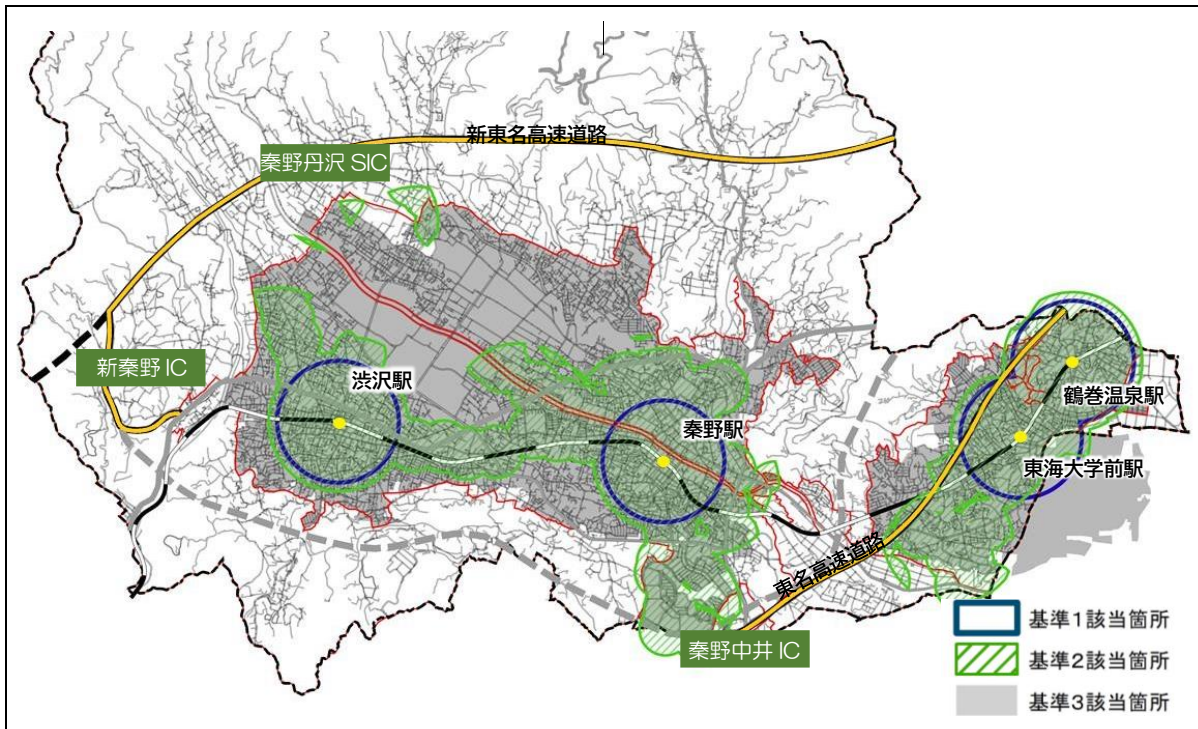 新東名高速道路
秦野丹沢 SIC
新秦野 IC
渋沢駅
秦野駅
鶴巻温泉駅
東海大学前駅
東名高速道路
秦野中井 IC
基準1該当箇所
基準2該当箇所
基準3該当箇所